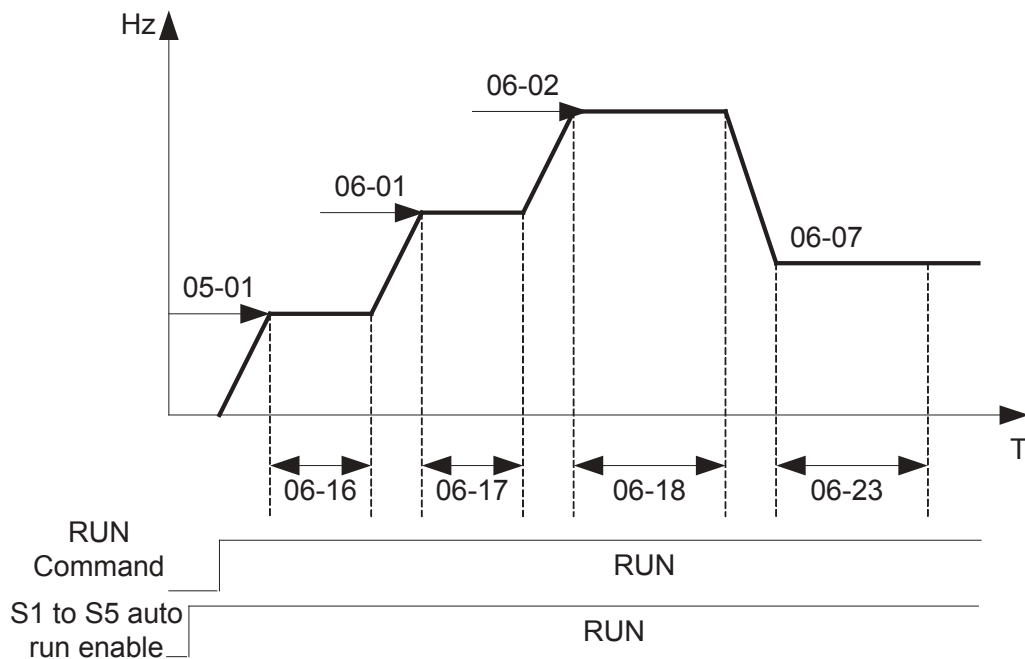 Hz
06-02
06-01
06-07
05-01
T
06-16
06-17
06-18
06-23
RUN
Command
RUN
S1 to S5 auto
run enable
RUN